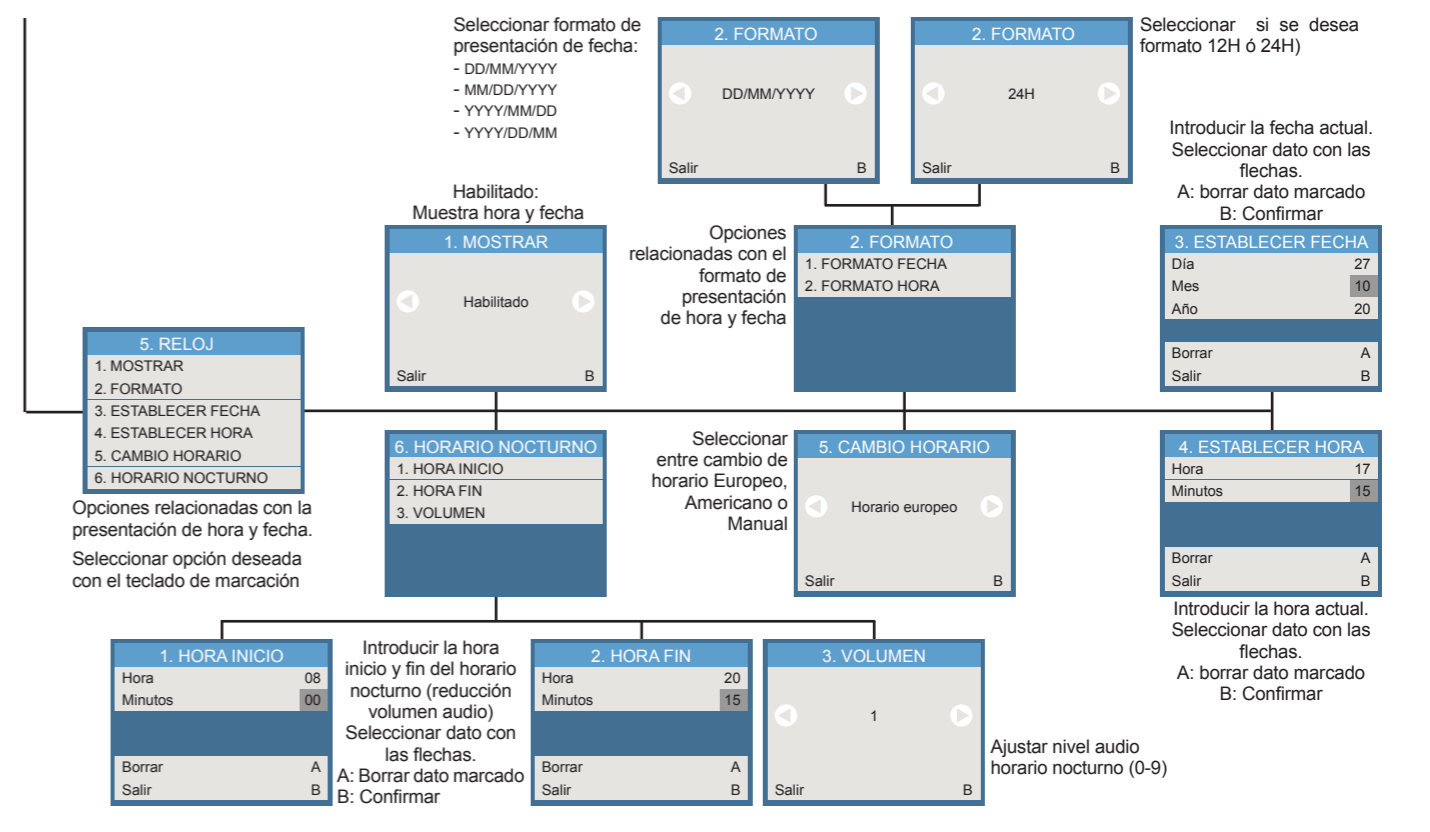 Seleccionar formato de
presentación de fecha:
- DD/MM/YYYY
- MM/DD/YYYY
- YYYY/MM/DD
- YYYY/DD/MM
2. FORMATO
DD/MM/YYYY
Salir B
2. FORMATO
24H
Salir B
Seleccionar si se desea
formato 12H ó 24H)
Habilitado:
Muestra hora y fecha
1. MOSTRAR
Habilitado
Salir B
Opciones
relacionadas con el
formato de
presentación
de hora y fecha
2. FORMATO
1. FORMATO FECHA
2. FORMATO HORA
Introducir la fecha actual.
Seleccionar dato con las
flechas.
A: borrar dato marcado
B: Confirmar
3. ESTABLECER FECHA
Día 27
Mes 10
Año 20
Borrar A
Salir B
5. RELOJ
1. MOSTRAR
2. FORMATO
3. ESTABLECER FECHA
4. ESTABLECER HORA
5. CAMBIO HORARIO
6. HORARIO NOCTURNO
Opciones relacionadas con la
presentación de hora y fecha.
Seleccionar opción deseada
con el teclado de marcación
6. HORARIO NOCTURNO
1. HORA INICIO
2. HORA FIN
3. VOLUMEN
Seleccionar
entre cambio de
horario Europeo,
Americano o
Manual
5. CAMBIO HORARIO
Horario europeo
Salir B
4. ESTABLECER HORA
Hora 17
Minutos 15
Borrar A
Salir B
Introducir la hora actual.
Seleccionar dato con las
flechas.
A: borrar dato marcado
B: Confirmar
1. HORA INICIO
Hora 08
Minutos 00
Borrar A
Salir B
Introducir la hora
inicio y fin del horario
nocturno (reducción
volumen audio)
Seleccionar dato con
las flechas.
A: Borrar dato marcado
B: Confirmar
2. HORA FIN
Hora 20
Minutos 15
Borrar A
Salir B
3. VOLUMEN
1
Salir B
Ajustar nivel audio
horario nocturno (0-9)